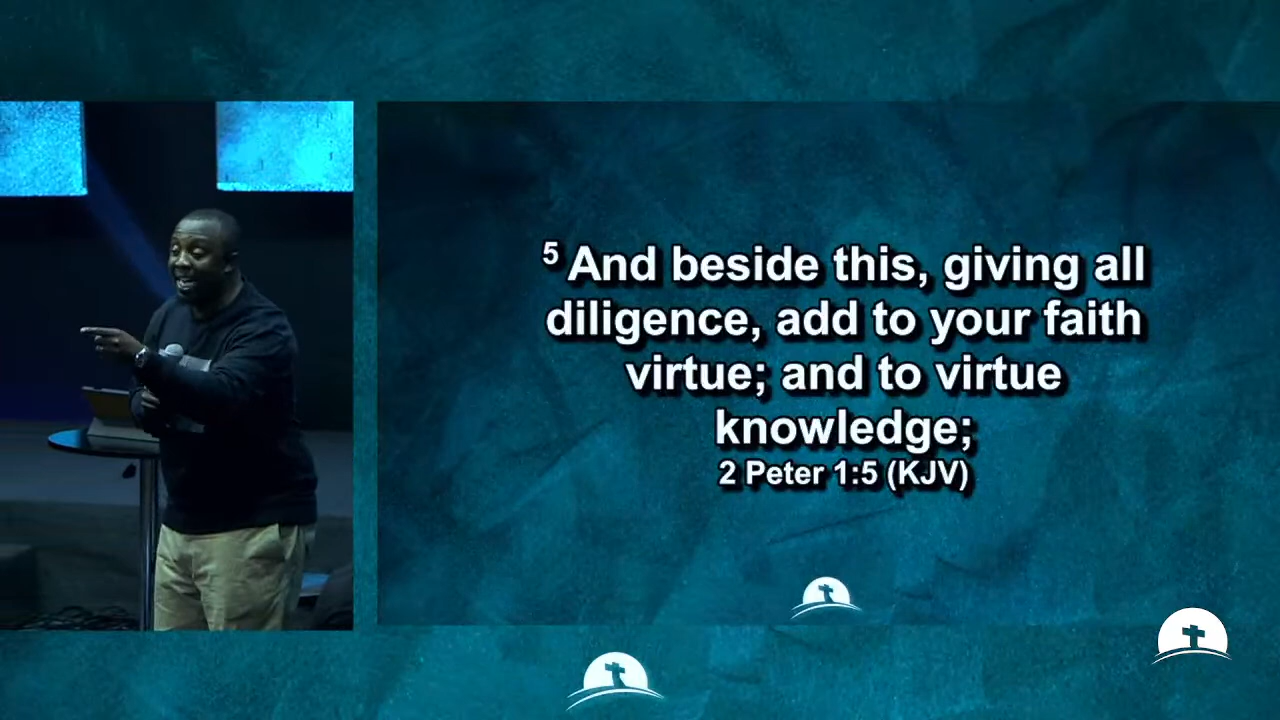 5 And beside this, giving all
diligence, add to your faith
virtue; and to virtue
knowledge;
2 Peter 1:5 (KJV)